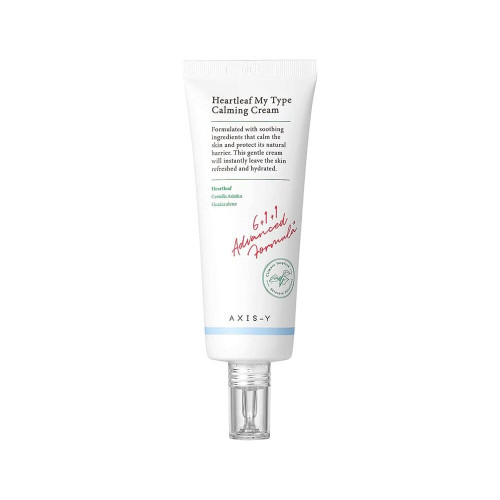 Heartleaf My Type
Calming Cream
Formulated with soothing
ingredients that calm the
skin and protect its natural
barrier. This gentle cream
will instantly leave the skin
refreshed and hydrated.
Heartleaf
Centella Asiatica
Guaiazulene
6+1+1
Advanced
Formula
AXIS-Y